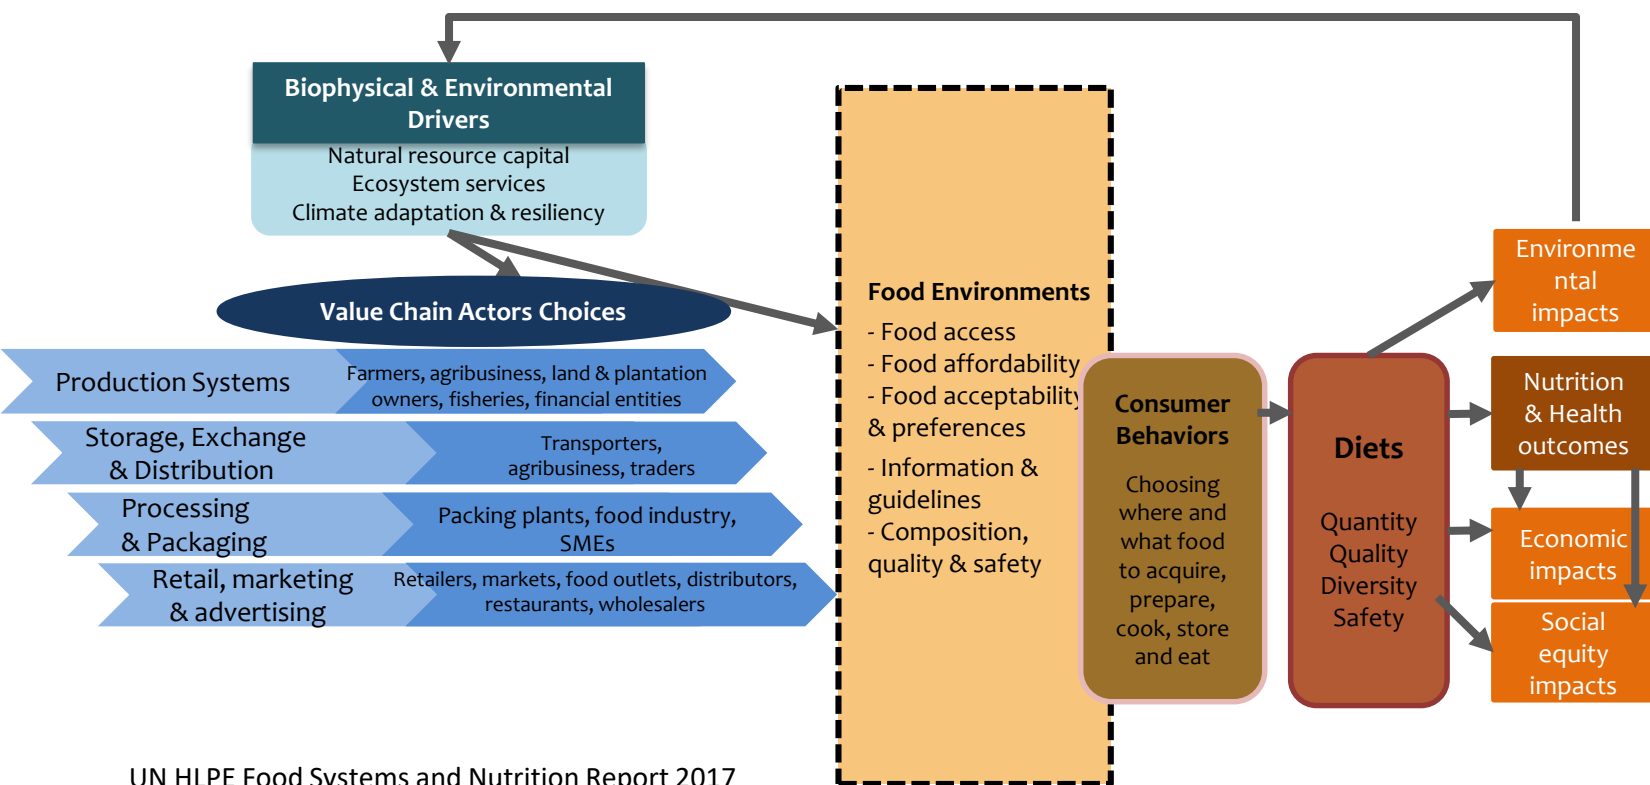 Biophysical & Environmental
Drivers
Natural resource capital
Ecosystem services
Climate adaptation & resiliency
Value Chain Actors Choices
Production Systems
Farmers, agribusiness, land & plantation
owners, fisheries, financial entities
Storage, Exchange
& Distribution
Transporters,
agribusiness, traders
Processing
& Packaging
Packing plants, food industry,
SMEs
Retail, marketing
& advertising
Retailers, markets, food outlets, distributors,
restaurants, wholesalers
Food Environments
- Food access
- Food affordability
- Food acceptability
& preferences
- Information &
guidelines
- Composition,
quality & safety
Consumer
Behaviors
Choosing
where and
what food
to acquire,
prepare,
cook, store
and eat
Diets
Quantity
Quality
Diversity
Safety
Environme
ntal
impacts
Nutrition
& Health
outcomes
Economic
impacts
Social
equity
impacts
UN HLPE Food Systems and Nutrition Report 2017